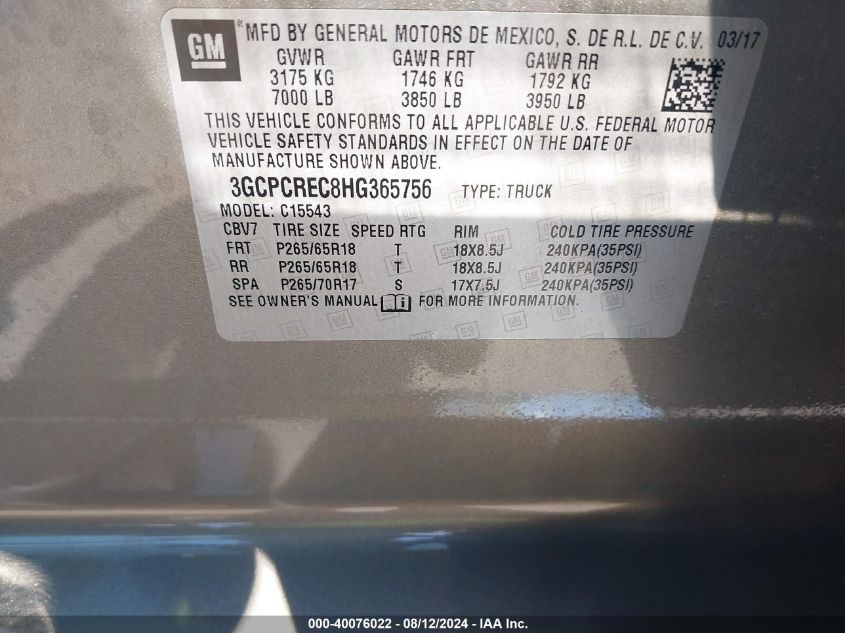 GM
MFD BY GENERAL MOTORS DE MEXICO, S. DE R.L. DE C.V. 03/17
GVWR GAWR FRT GAWR RR
3175 KG 1746 KG 1792 KG
7000 LB 3850 LB 3950 LB
THIS VEHICLE CONFORMS TO ALL APPLICABLE U.S. FEDERAL MOTOR
VEHICLE SAFETY STANDARDS IN EFFECT ON THE DATE OF
MANUFACTURE SHOWN ABOVE.
3GCPCREC8HG365756 TYPE: TRUCK
MODEL: C15543
CBV7 TIRE SIZE SPEED RTG RIM COLD TIRE PRESSURE
FRT P265/65R18 T 18X8.5J 240KPA(35PSI)
RR P265/65R18 T 18X8.5J 240KPA(35PSI)
SPA P265/70R17 S 17X7.5J 240KPA(35PSI)
SEE OWNER'S MANUAL FOR MORE INFORMATION.
000-40076022 - 08/12/2024 - IAA Inc.